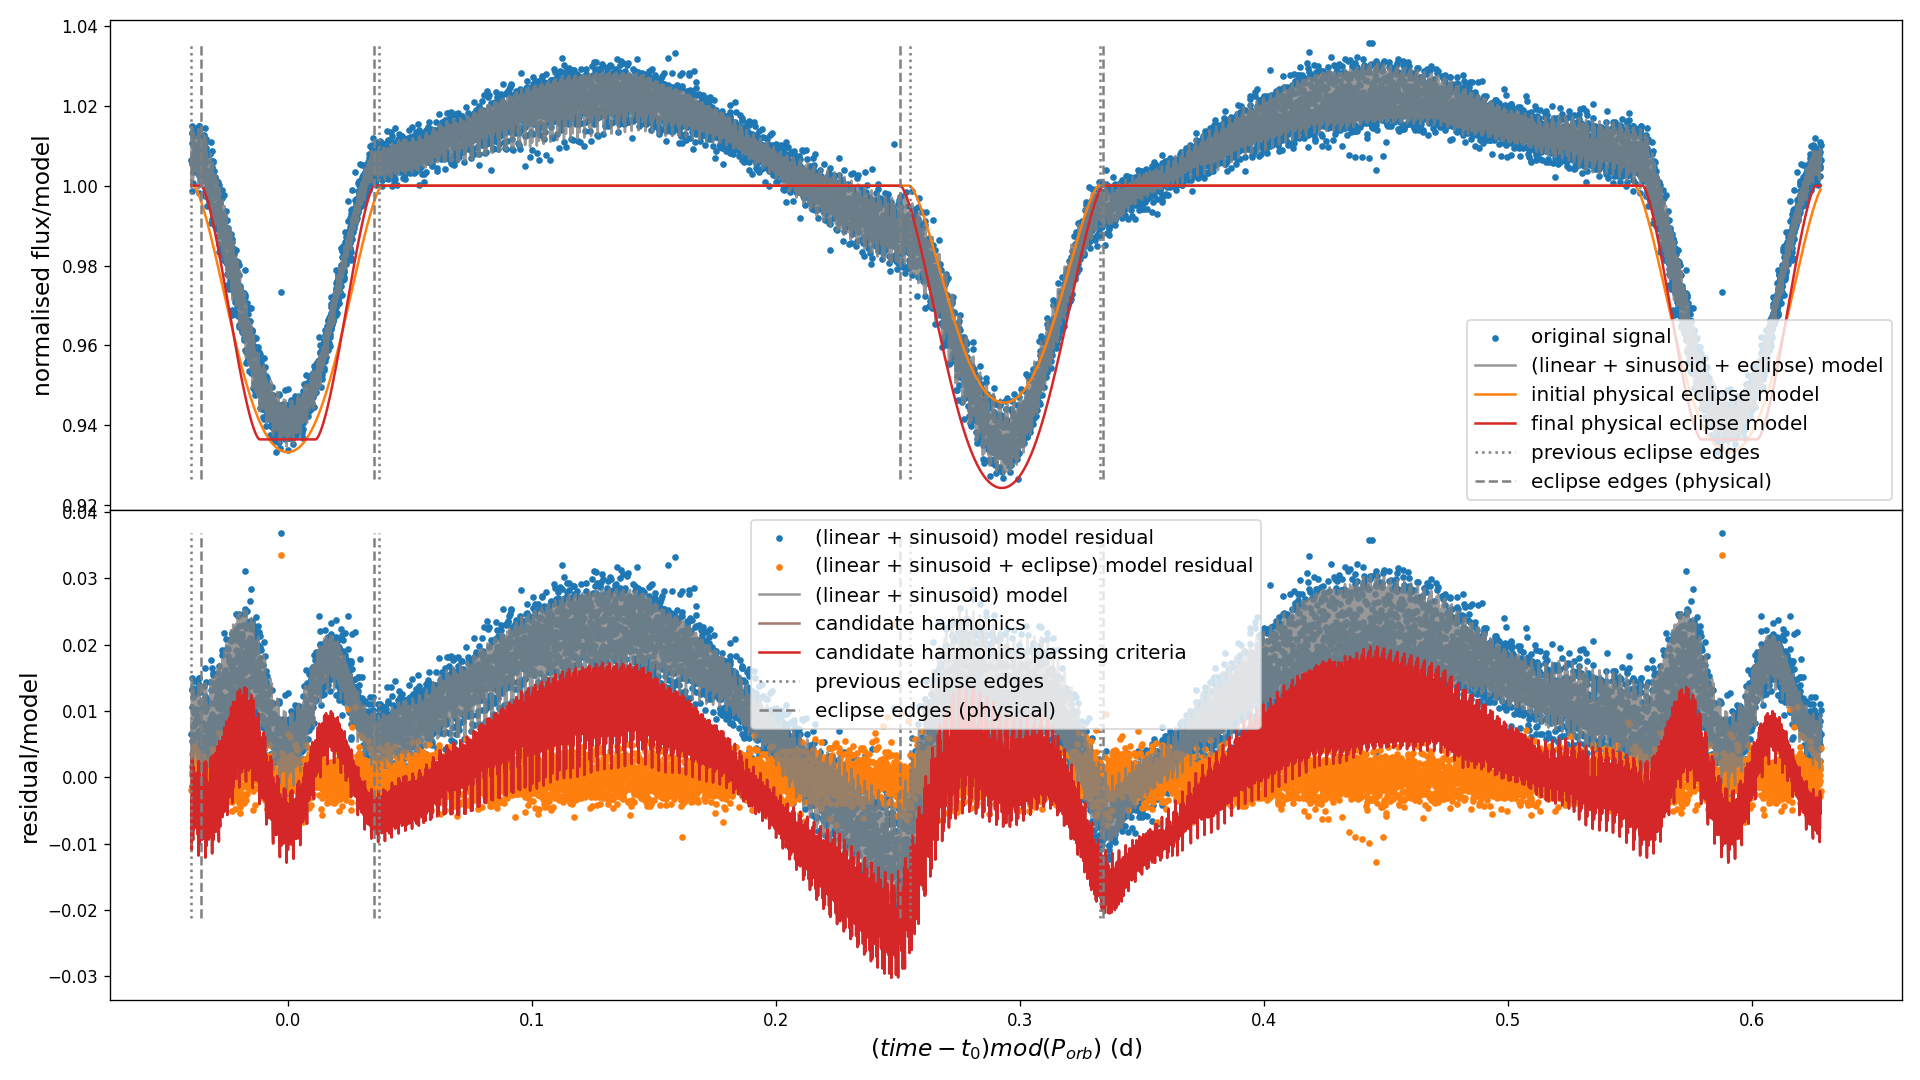 1.04
1.02
1.00
0.98
0.96
0.94
0.92
normalised flux/model
original signal
(linear + sinusoid + eclipse) model
initial physical eclipse model
final physical eclipse model
previous eclipse edges
eclipse edges (physical)
0.04
0.03
0.02
0.01
0.00
−0.01
−0.02
−0.03
residual/model
(linear + sinusoid) model residual
(linear + sinusoid + eclipse) model residual
(linear + sinusoid) model
candidate harmonics
candidate harmonics passing criteria
previous eclipse edges
eclipse edges (physical)
0.0 0.1 0.2 0.3 0.4 0.5 0.6
(time − t₀)mod(Pₒᵣb) (d)